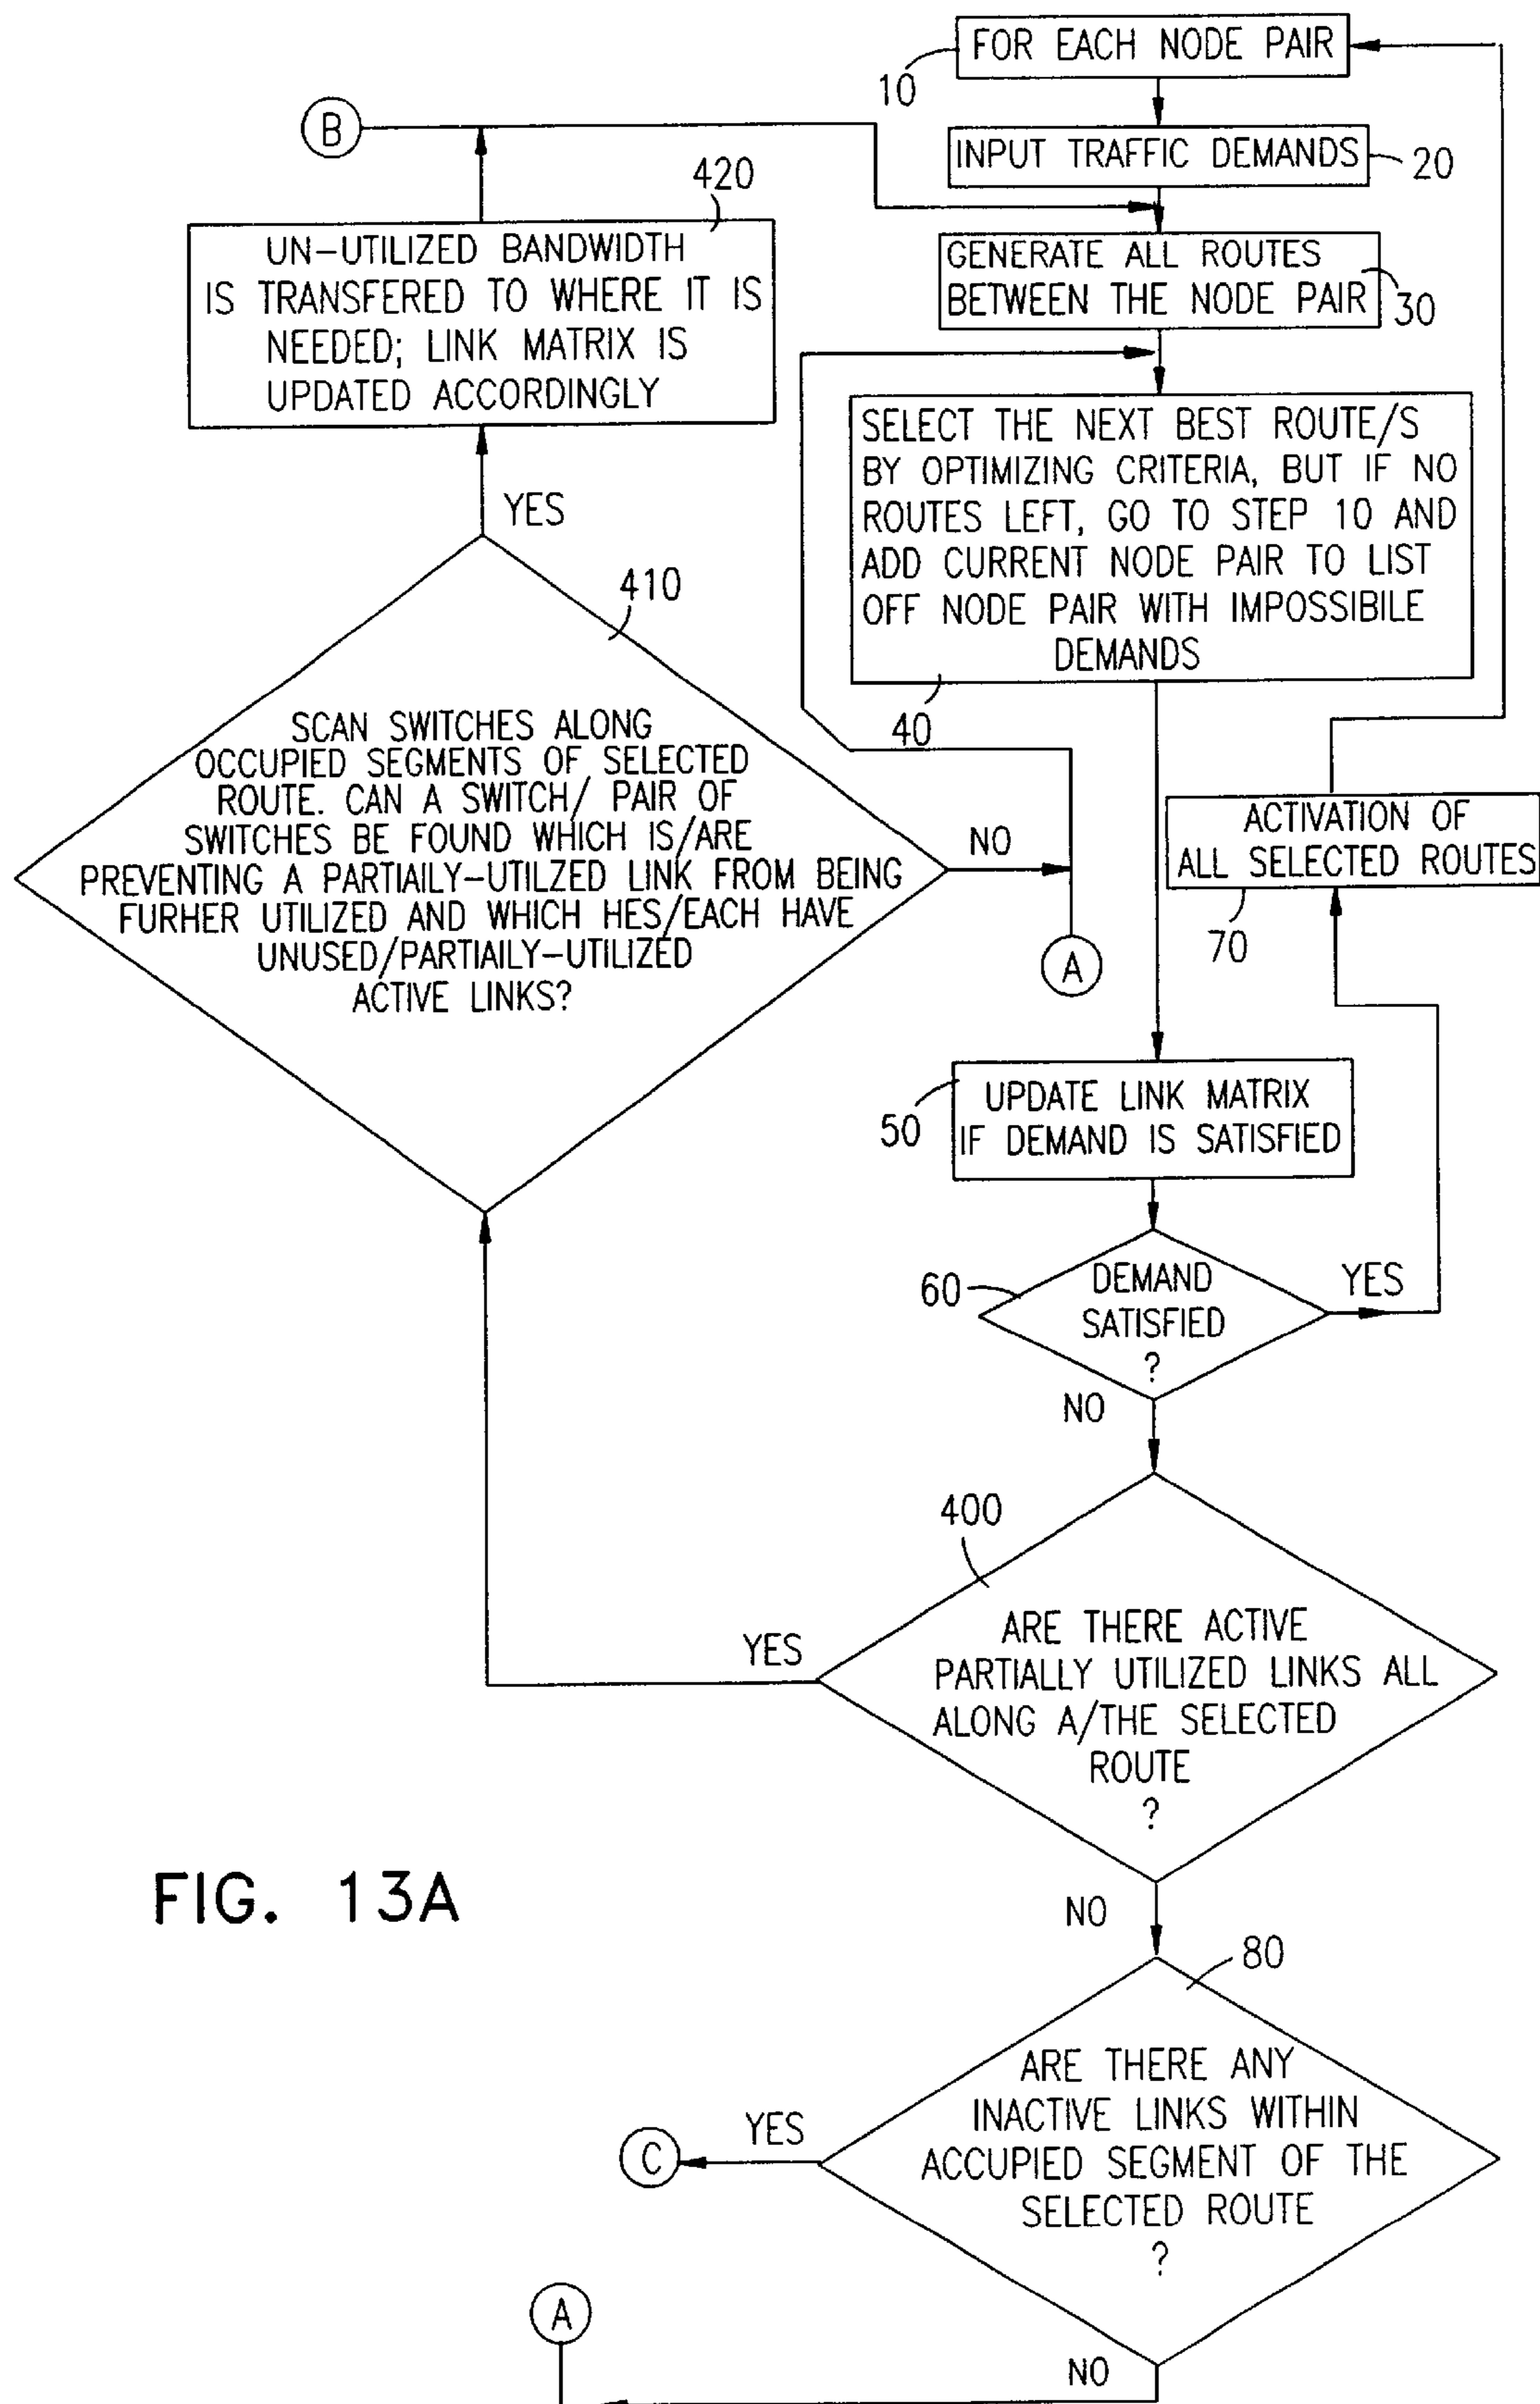 FOR EACH NODE PAIR
10
B
INPUT TRAFFIC DEMANDS
20
420
UN-UTILIZED BANDWIDTH
IS TRANSFERED TO WHERE IT IS
NEEDED; LINK MATRIX IS
UPDATED ACCORDINGLY
GENERATE ALL ROUTES
BETWEEN THE NODE PAIR
30
SELECT THE NEXT BEST ROUTE/S
BY OPTIMIZING CRITERIA, BUT IF NO
ROUTES LEFT, GO TO STEP 10 AND
ADD CURRENT NODE PAIR TO LIST
OFF NODE PAIR WITH IMPOSSIBILE
DEMANDS
40
YES
410
SCAN SWITCHES ALONG
OCCUPIED SEGMENTS OF SELECTED
ROUTE. CAN A SWITCH/ PAIR OF
SWITCHES BE FOUND WHICH IS/ARE
PREVENTING A PARTIAILY-UTILZED LINK FROM BEING
FURHER UTILIZED AND WHICH HES/EACH HAVE
UNUSED/PARTIAILY-UTILIZED
ACTIVE LINKS?
NO
A
ACTIVATION OF
ALL SELECTED ROUTES
70
UPDATE LINK MATRIX
IF DEMAND IS SATISFIED
50
60
DEMAND
SATISFIED
?
YES
NO
400
ARE THERE ACTIVE
PARTIALLY UTILIZED LINKS ALL
ALONG A/THE SELECTED
ROUTE
?
YES
NO
FIG. 13A
80
ARE THERE ANY
INACTIVE LINKS WITHIN
ACCUPIED SEGMENT OF THE
SELECTED ROUTE
?
YES
C
A
NO